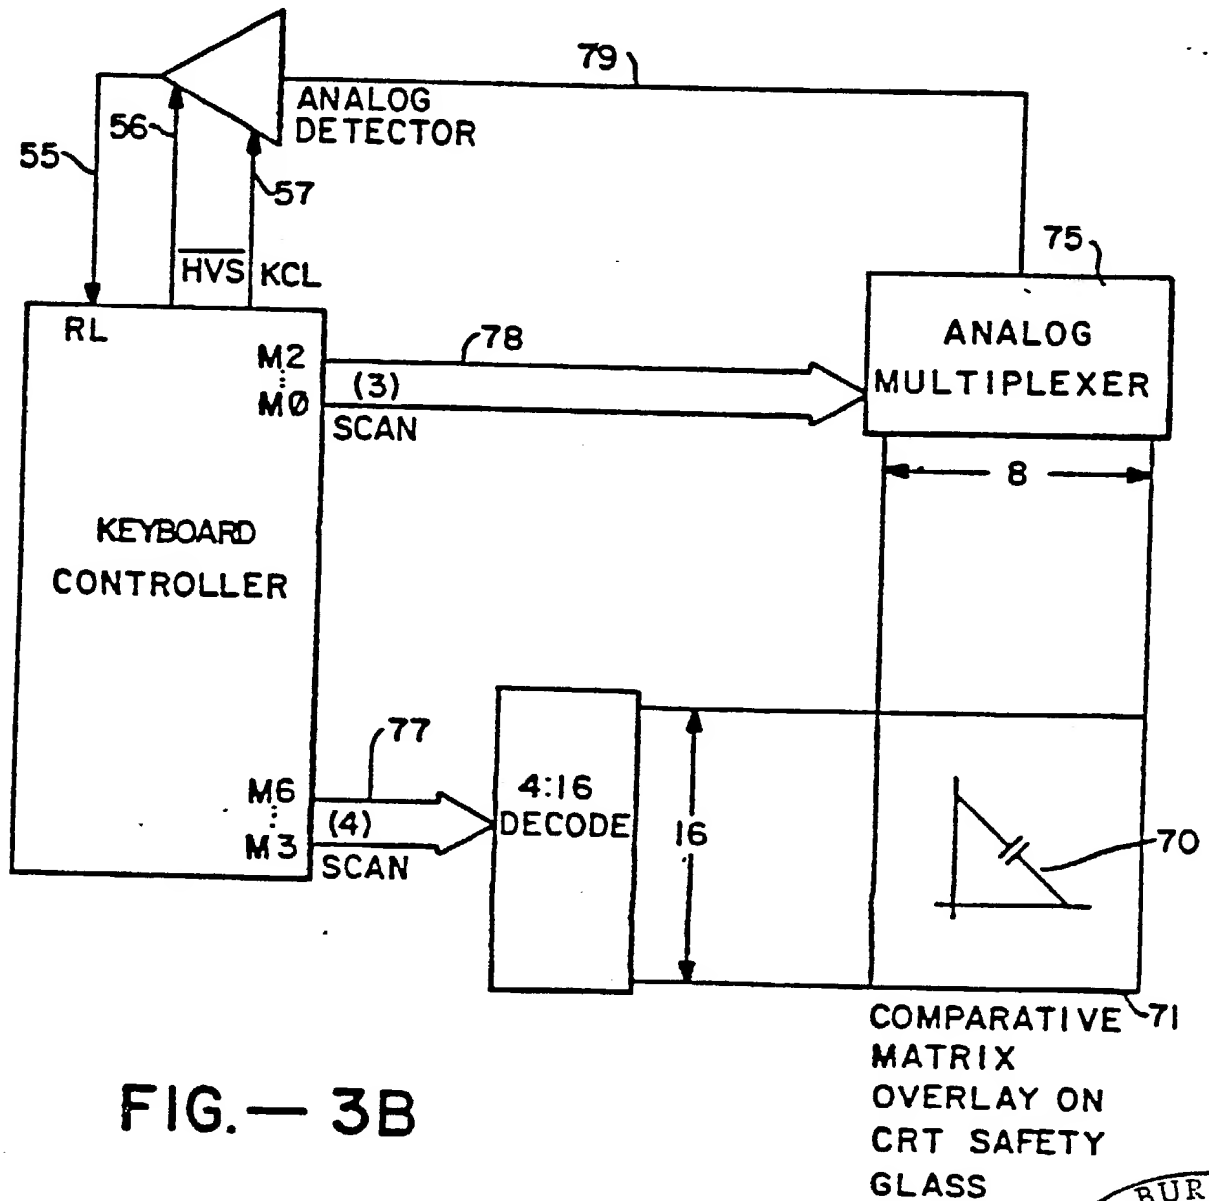 79
ANALOG
DETECTOR
56
55
57
HVS KCL
75
RL
ANALOG
MULTIPLEXER
M2
(3)
MØ
SCAN
78
8
KEYBOARD
CONTROLLER
77
M6
(4)
M3
SCAN
4:16
DECODE
16
70
71
COMPARATIVE
MATRIX
OVERLAY ON
CRT SAFETY
GLASS
FIG.— 3B
BUR